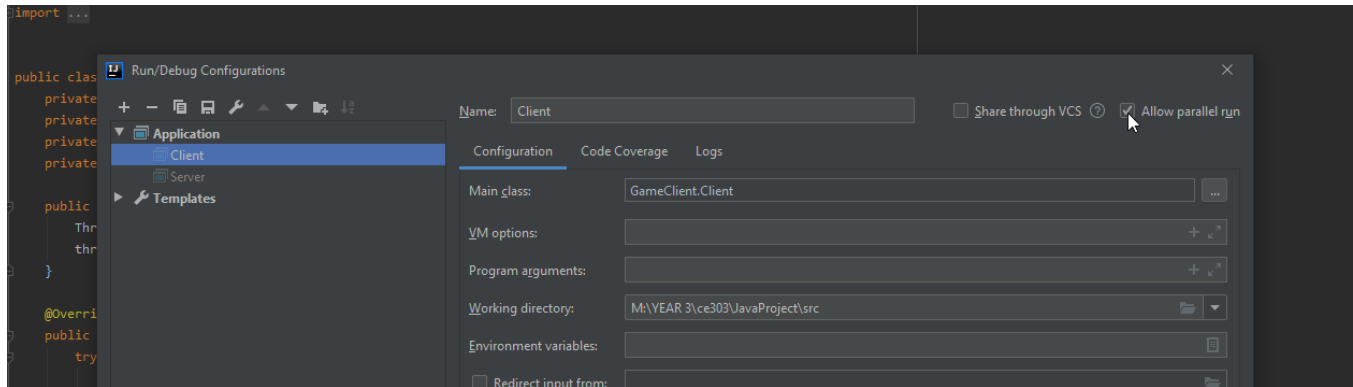 import ...
public clas
private
private
private
private
public
Thr
thr
}
@Overri
public
try
IJ Run/Debug Configurations
Application
Client
Server
Templates
Name: Client
Share through VCS ? Allow parallel run
Configuration Code Coverage Logs
Main class: GameClient.Client ...
VM options:
Program arguments:
Working directory: M:\YEAR 3\ce303\JavaProject\src
Environment variables:
Redirect input from: